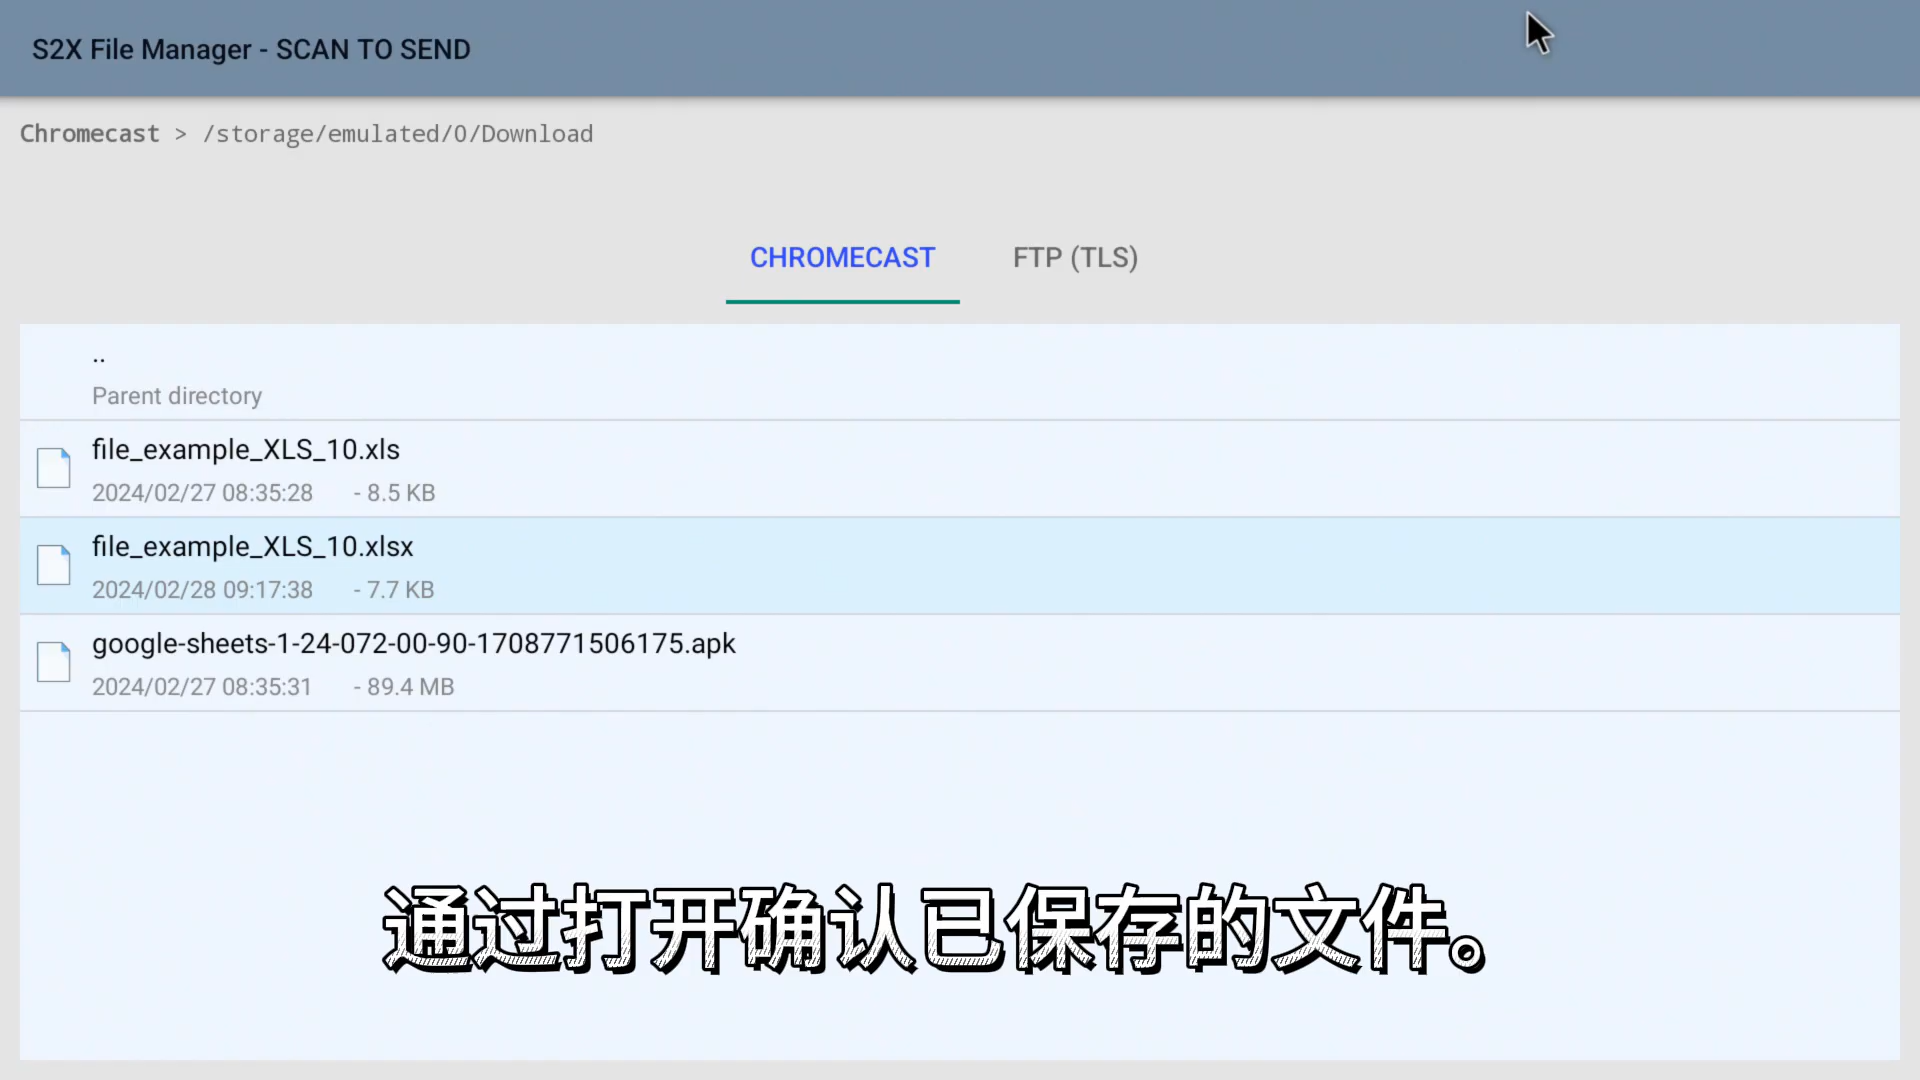 S2X File Manager - SCAN TO SEND
Chromecast > /storage/emulated/0/Download
CHROMECAST
FTP (TLS)
..
Parent directory
file_example_XLS_10.xls
2024/02/27 08:35:28 - 8.5 KB
file_example_XLS_10.xlsx
2024/02/28 09:17:38 - 7.7 KB
google-sheets-1-24-072-00-90-1708771506175.apk
2024/02/27 08:35:31 - 89.4 MB
通过打开确认已保存的文件。